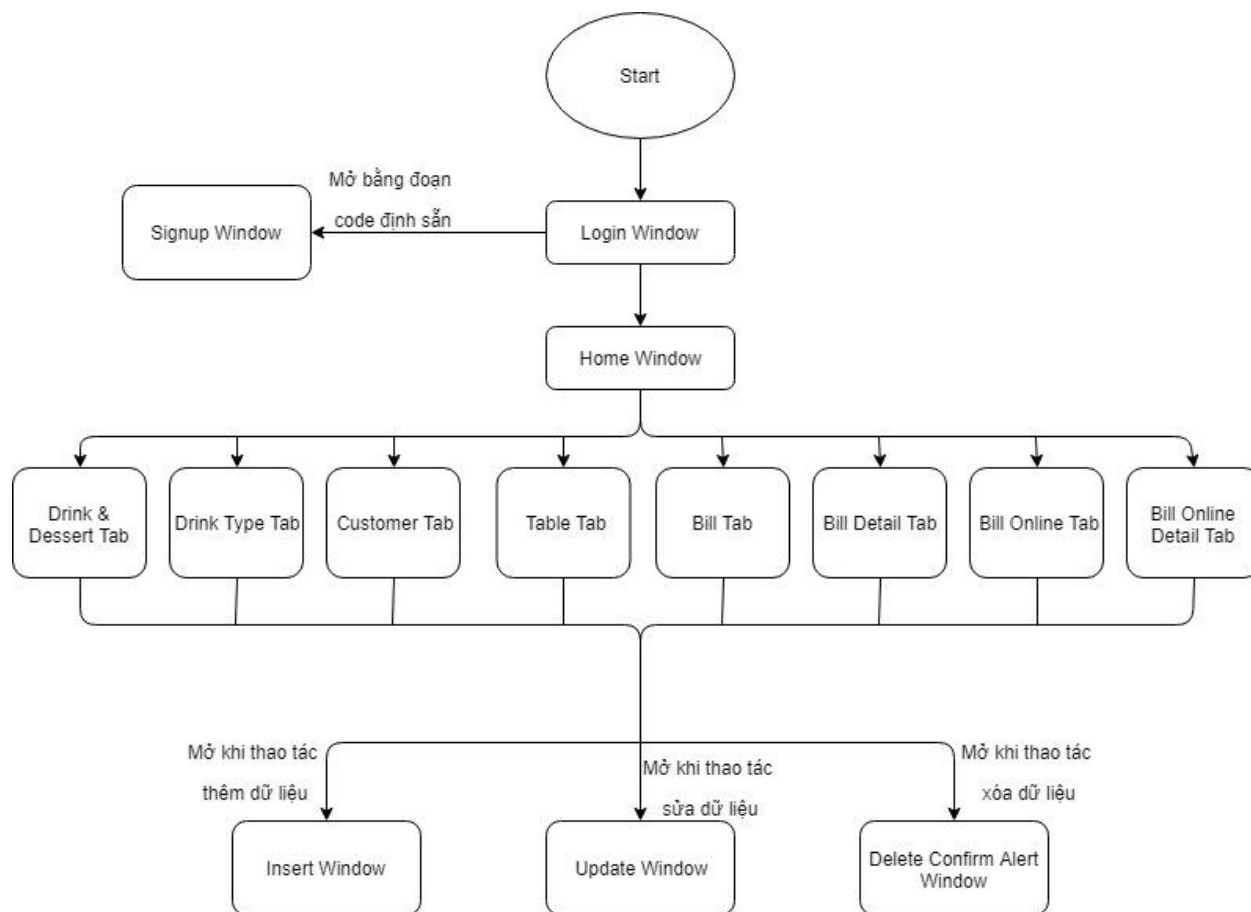 Start
Mở bằng đoạn
code định sẵn
Signup Window
Login Window
Home Window
Drink &
Dessert Tab
Drink Type Tab
Customer Tab
Table Tab
Bill Tab
Bill Detail Tab
Bill Online Tab
Bill Online
Detail Tab
Mở khi thao tác
thêm dữ liệu
Mở khi thao tác
sửa dữ liệu
Mở khi thao tác
xóa dữ liệu
Insert Window
Update Window
Delete Confirm Alert
Window